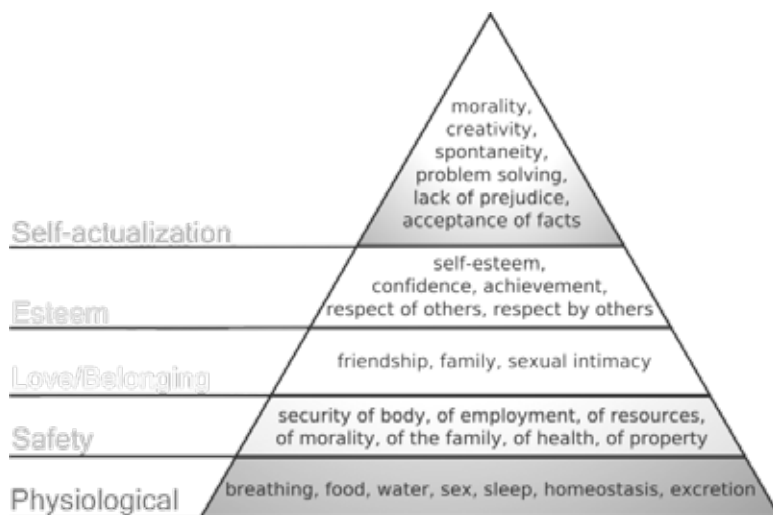 morality,
creativity,
spontaneity,
problem solving,
lack of prejudice,
acceptance of facts
Self-actualization
self-esteem,
confidence, achievement,
respect of others, respect by others
Esteem
friendship, family, sexual intimacy
Love/Belonging
security of body, of employment, of resources,
of morality, of the family, of health, of property
Safety
breathing, food, water, sex, sleep, homeostasis, excretion
Physiological